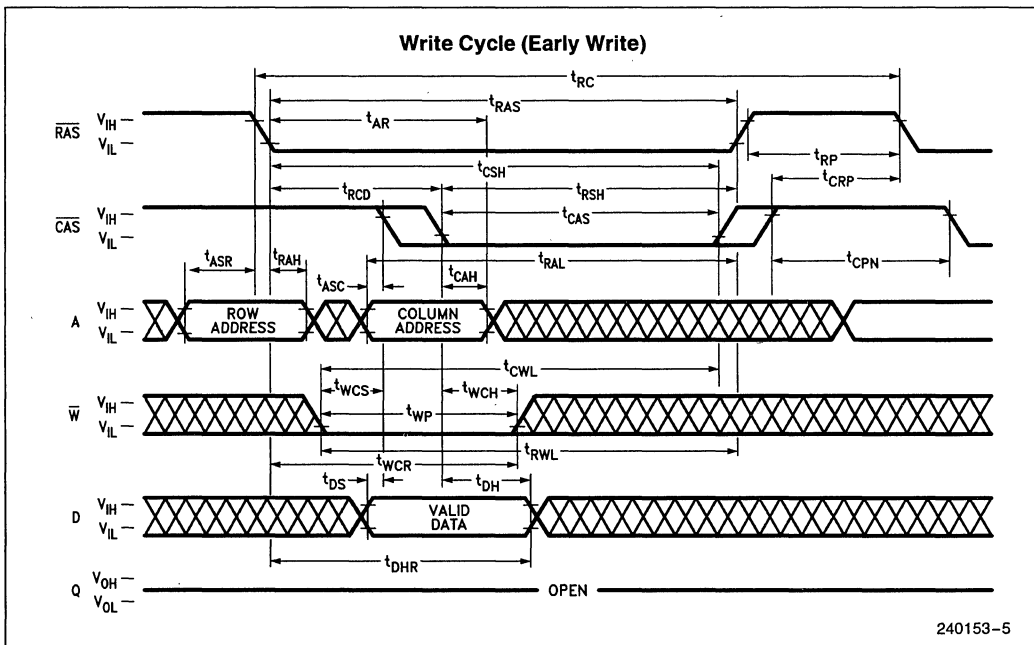 Write Cycle (Early Write)
tRC
tRAS
tAR
RAS VIH
VIL
tRP
tCSH
tCRP
tRCD tRSH
CAS VIH
VIL
tCAS
tASR tRAH tASC tCAH tRAL tCPN
A VIH
VIL
ROW ADDRESS
COLUMN ADDRESS
tCWL
tWCS tWCH
W VIH
VIL
tWP
tRWL
tWCR
tDS tDH
D VIH
VIL
VALID DATA
tDHR
Q VOH
VOL
OPEN
240153-5